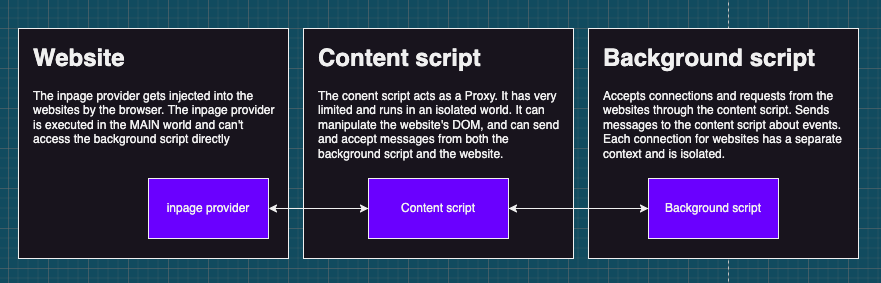 Website
The inpage provider gets injected into the
websites by the browser. The inpage provider
is executed in the MAIN world and can't
access the background script directly
inpage provider
Content script
The conent script acts as a Proxy. It has very
limited and runs in an isolated world. It can
manipulate the website's DOM, and can send
and accept messages from both the
background script and the website.
Content script
Background script
Accepts connections and requests from the
websites through the content script. Sends
messages to the content script about events.
Each connection for websites has a separate
context and is isolated.
Background script